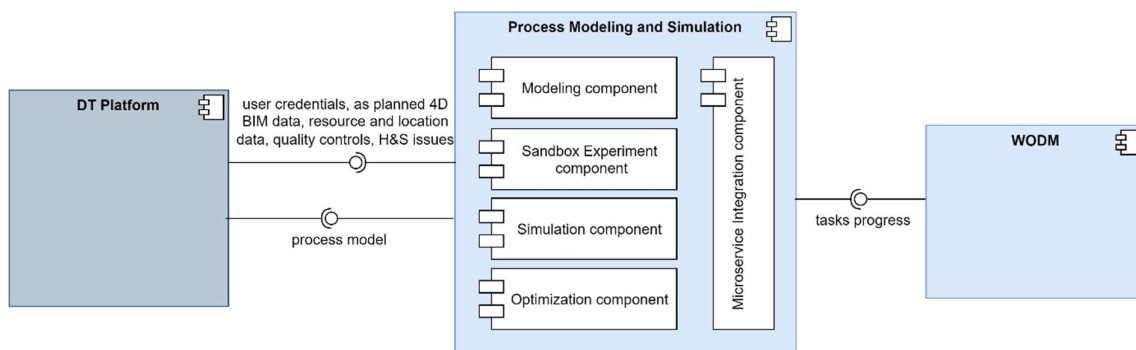 Process Modeling and Simulation
DT Platform
user credentials, as planned 4D
BIM data, resource and location
data, quality controls, H&S issues
process model
Modeling component
Sandbox Experiment
component
Simulation component
Optimization component
Microservice Integration component
tasks progress
WODM